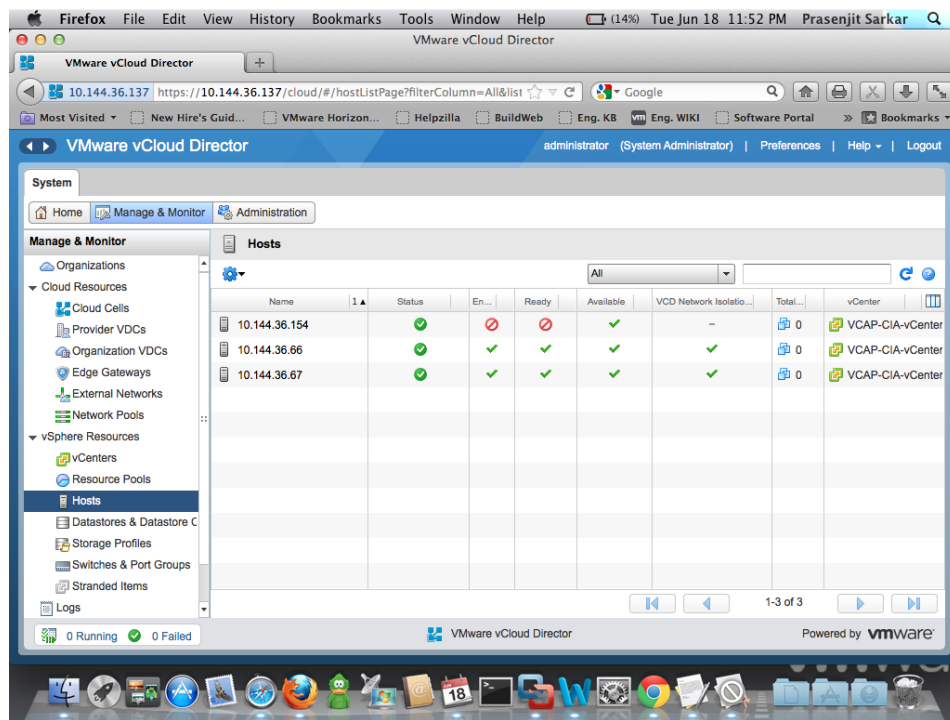 Firefox File Edit View History Bookmarks Tools Window Help (14%) Tue Jun 18 11:52 PM Prasenjit Sarkar
VMware vCloud Director
VMware vCloud Director +
10.144.36.137 https://10.144.36.137/cloud/#/hostListPage?filterColumn=All&list Google
Most Visited New Hire's Guid... VMware Horizon... Helpzilla BuildWeb Eng. KB vm Eng. WIKI Software Portal » Bookmarks
VMware vCloud Director administrator (System Administrator) | Preferences | Help | Logout
System
Home Manage & Monitor Administration
Manage & Monitor
Organizations
Cloud Resources
Cloud Cells
Provider VDCs
Organization VDCs
Edge Gateways
External Networks
Network Pools
vSphere Resources
vCenters
Resource Pools
Hosts
Datastores & Datastore C
Storage Profiles
Switches & Port Groups
Stranded Items
Logs
Hosts
All
Name 1 Status En... Ready Available VCD Network Isolatio... Total... vCenter
10.144.36.154 – 0 VCAP-CIA-vCenter
10.144.36.66 0 VCAP-CIA-vCenter
10.144.36.67 0 VCAP-CIA-vCenter
1-3 of 3
0 Running 0 Failed VMware vCloud Director Powered by vmware
18